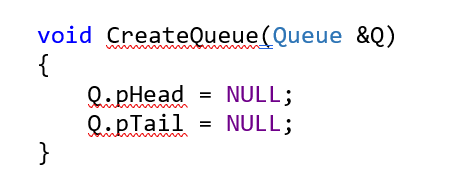 void CreateQueue(Queue &Q)
{
    Q.pHead = NULL;
    Q.pTail = NULL;
}